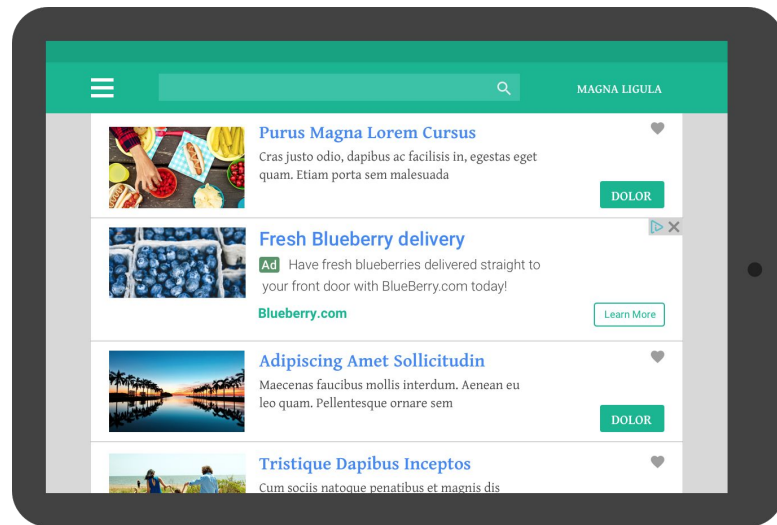 MAGNA LIGULA
Purus Magna Lorem Cursus
Cras justo odio, dapibus ac facilisis in, egestas eget
quam. Etiam porta sem malesuada
DOLOR
Fresh Blueberry delivery
Ad Have fresh blueberries delivered straight to
your front door with BlueBerry.com today!
Blueberry.com
Learn More
Adipiscing Amet Sollicitudin
Maecenas faucibus mollis interdum. Aenean eu
leo quam. Pellentesque ornare sem
DOLOR
Tristique Dapibus Inceptos
Cum sociis natoque penatibus et magnis dis